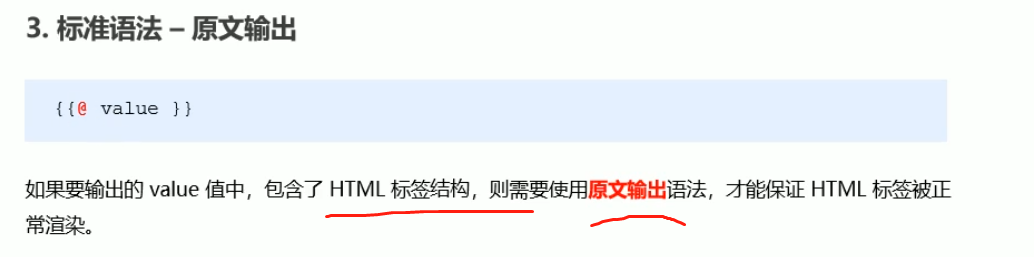 3. 标准语法 – 原文输出
{{@ value }}
如果要输出的 value 值中，包含了 HTML 标签结构，则需要使用原文输出语法，才能保证 HTML 标签被正
常渲染。